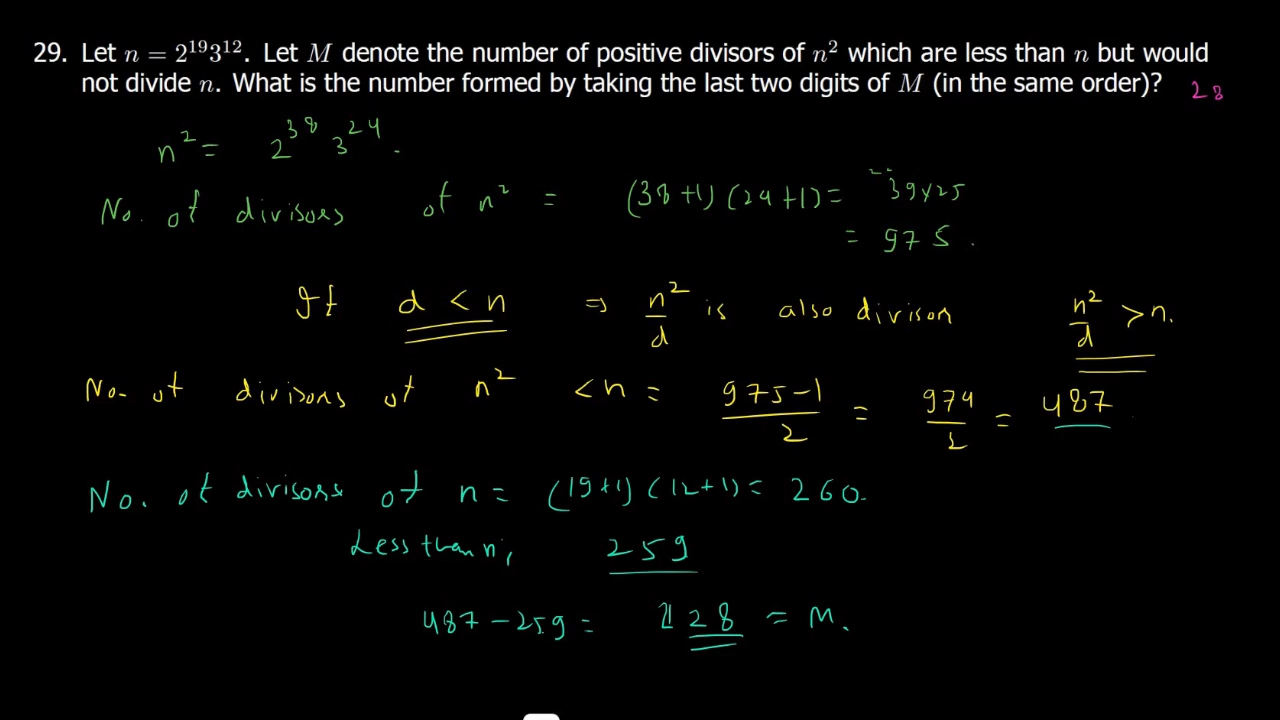 29. Let n = 2^19 3^12. Let M denote the number of positive divisors of n^2 which are less than n but would
not divide n. What is the number formed by taking the last two digits of M (in the same order)? 28
n^2 = 2^38 3^24.
No. of divisors of n^2 = (38+1)(24+1) = 39×25
= 975.
If d < n ⇒ n^2/d is also divison n^2/d > n.
No. of divisons of n^2 < n = 975-1/2 = 974/2 = 487
No. of divisors of n = (19+1)(12+1) = 260.
Less than n, 259
487 - 259 = 228 = M.